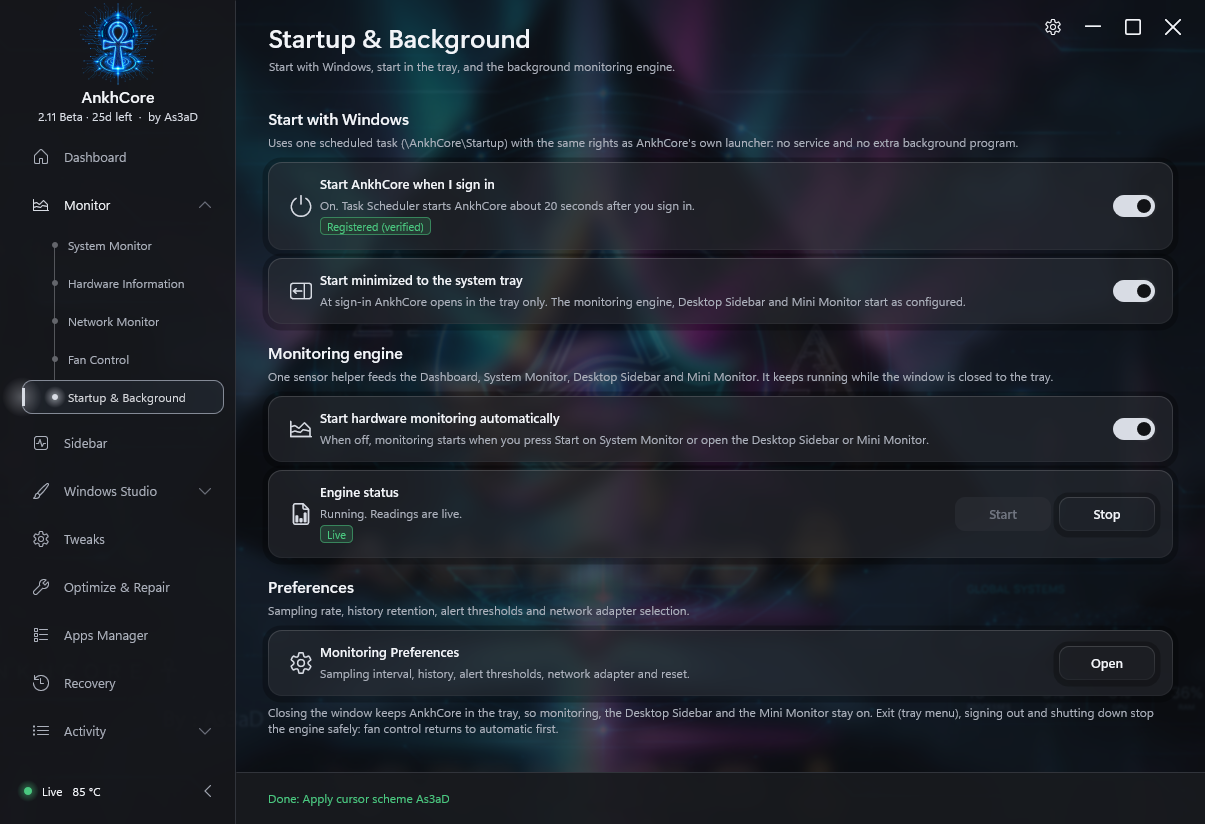 AnkhCore
2.11 Beta · 25d left · by As3aD
Dashboard
Monitor
System Monitor
Hardware Information
Network Monitor
Fan Control
Startup & Background
Sidebar
Windows Studio
Tweaks
Optimize & Repair
Apps Manager
Recovery
Activity
Live 85 °C
Startup & Background
Start with Windows, start in the tray, and the background monitoring engine.
Start with Windows
Uses one scheduled task (\AnkhCore\Startup) with the same rights as AnkhCore's own launcher: no service and no extra background program.
Start AnkhCore when I sign in
On. Task Scheduler starts AnkhCore about 20 seconds after you sign in.
Registered (verified)
Start minimized to the system tray
At sign-in AnkhCore opens in the tray only. The monitoring engine, Desktop Sidebar and Mini Monitor start as configured.
Monitoring engine
One sensor helper feeds the Dashboard, System Monitor, Desktop Sidebar and Mini Monitor. It keeps running while the window is closed to the tray.
Start hardware monitoring automatically
When off, monitoring starts when you press Start on System Monitor or open the Desktop Sidebar or Mini Monitor.
Engine status
Running. Readings are live.
Live
Start
Stop
GLOBAL SYSTEMS
Preferences
Sampling rate, history retention, alert thresholds and network adapter selection.
Monitoring Preferences
Sampling interval, history, alert thresholds, network adapter and reset.
Open
Closing the window keeps AnkhCore in the tray, so monitoring, the Desktop Sidebar and the Mini Monitor stay on. Exit (tray menu), signing out and shutting down stop
the engine safely: fan control returns to automatic first.
Done: Apply cursor scheme As3aD